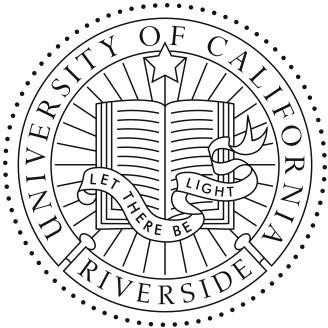 UNIVERSITY OF CALIFORNIA
LET THERE BE LIGHT
RIVERSIDE